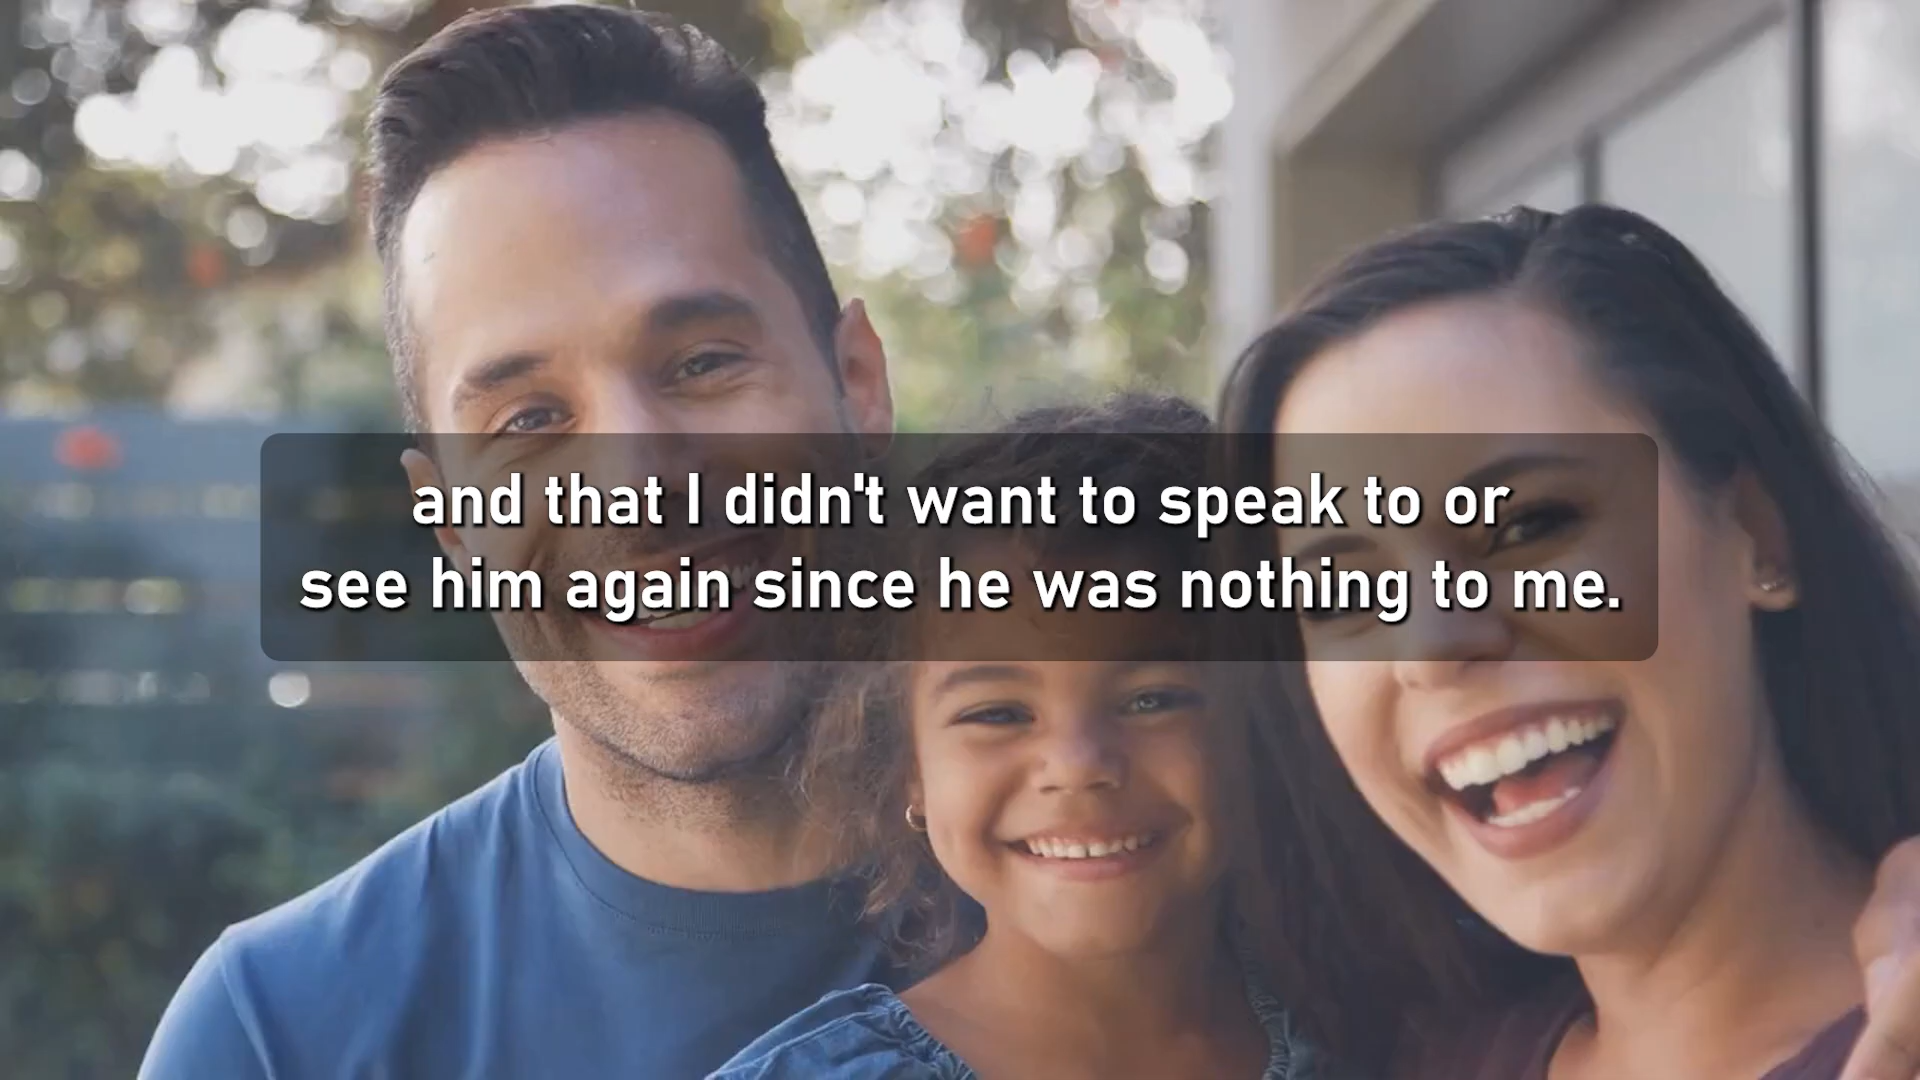 and that I didn't want to speak to or
see him again since he was nothing to me.